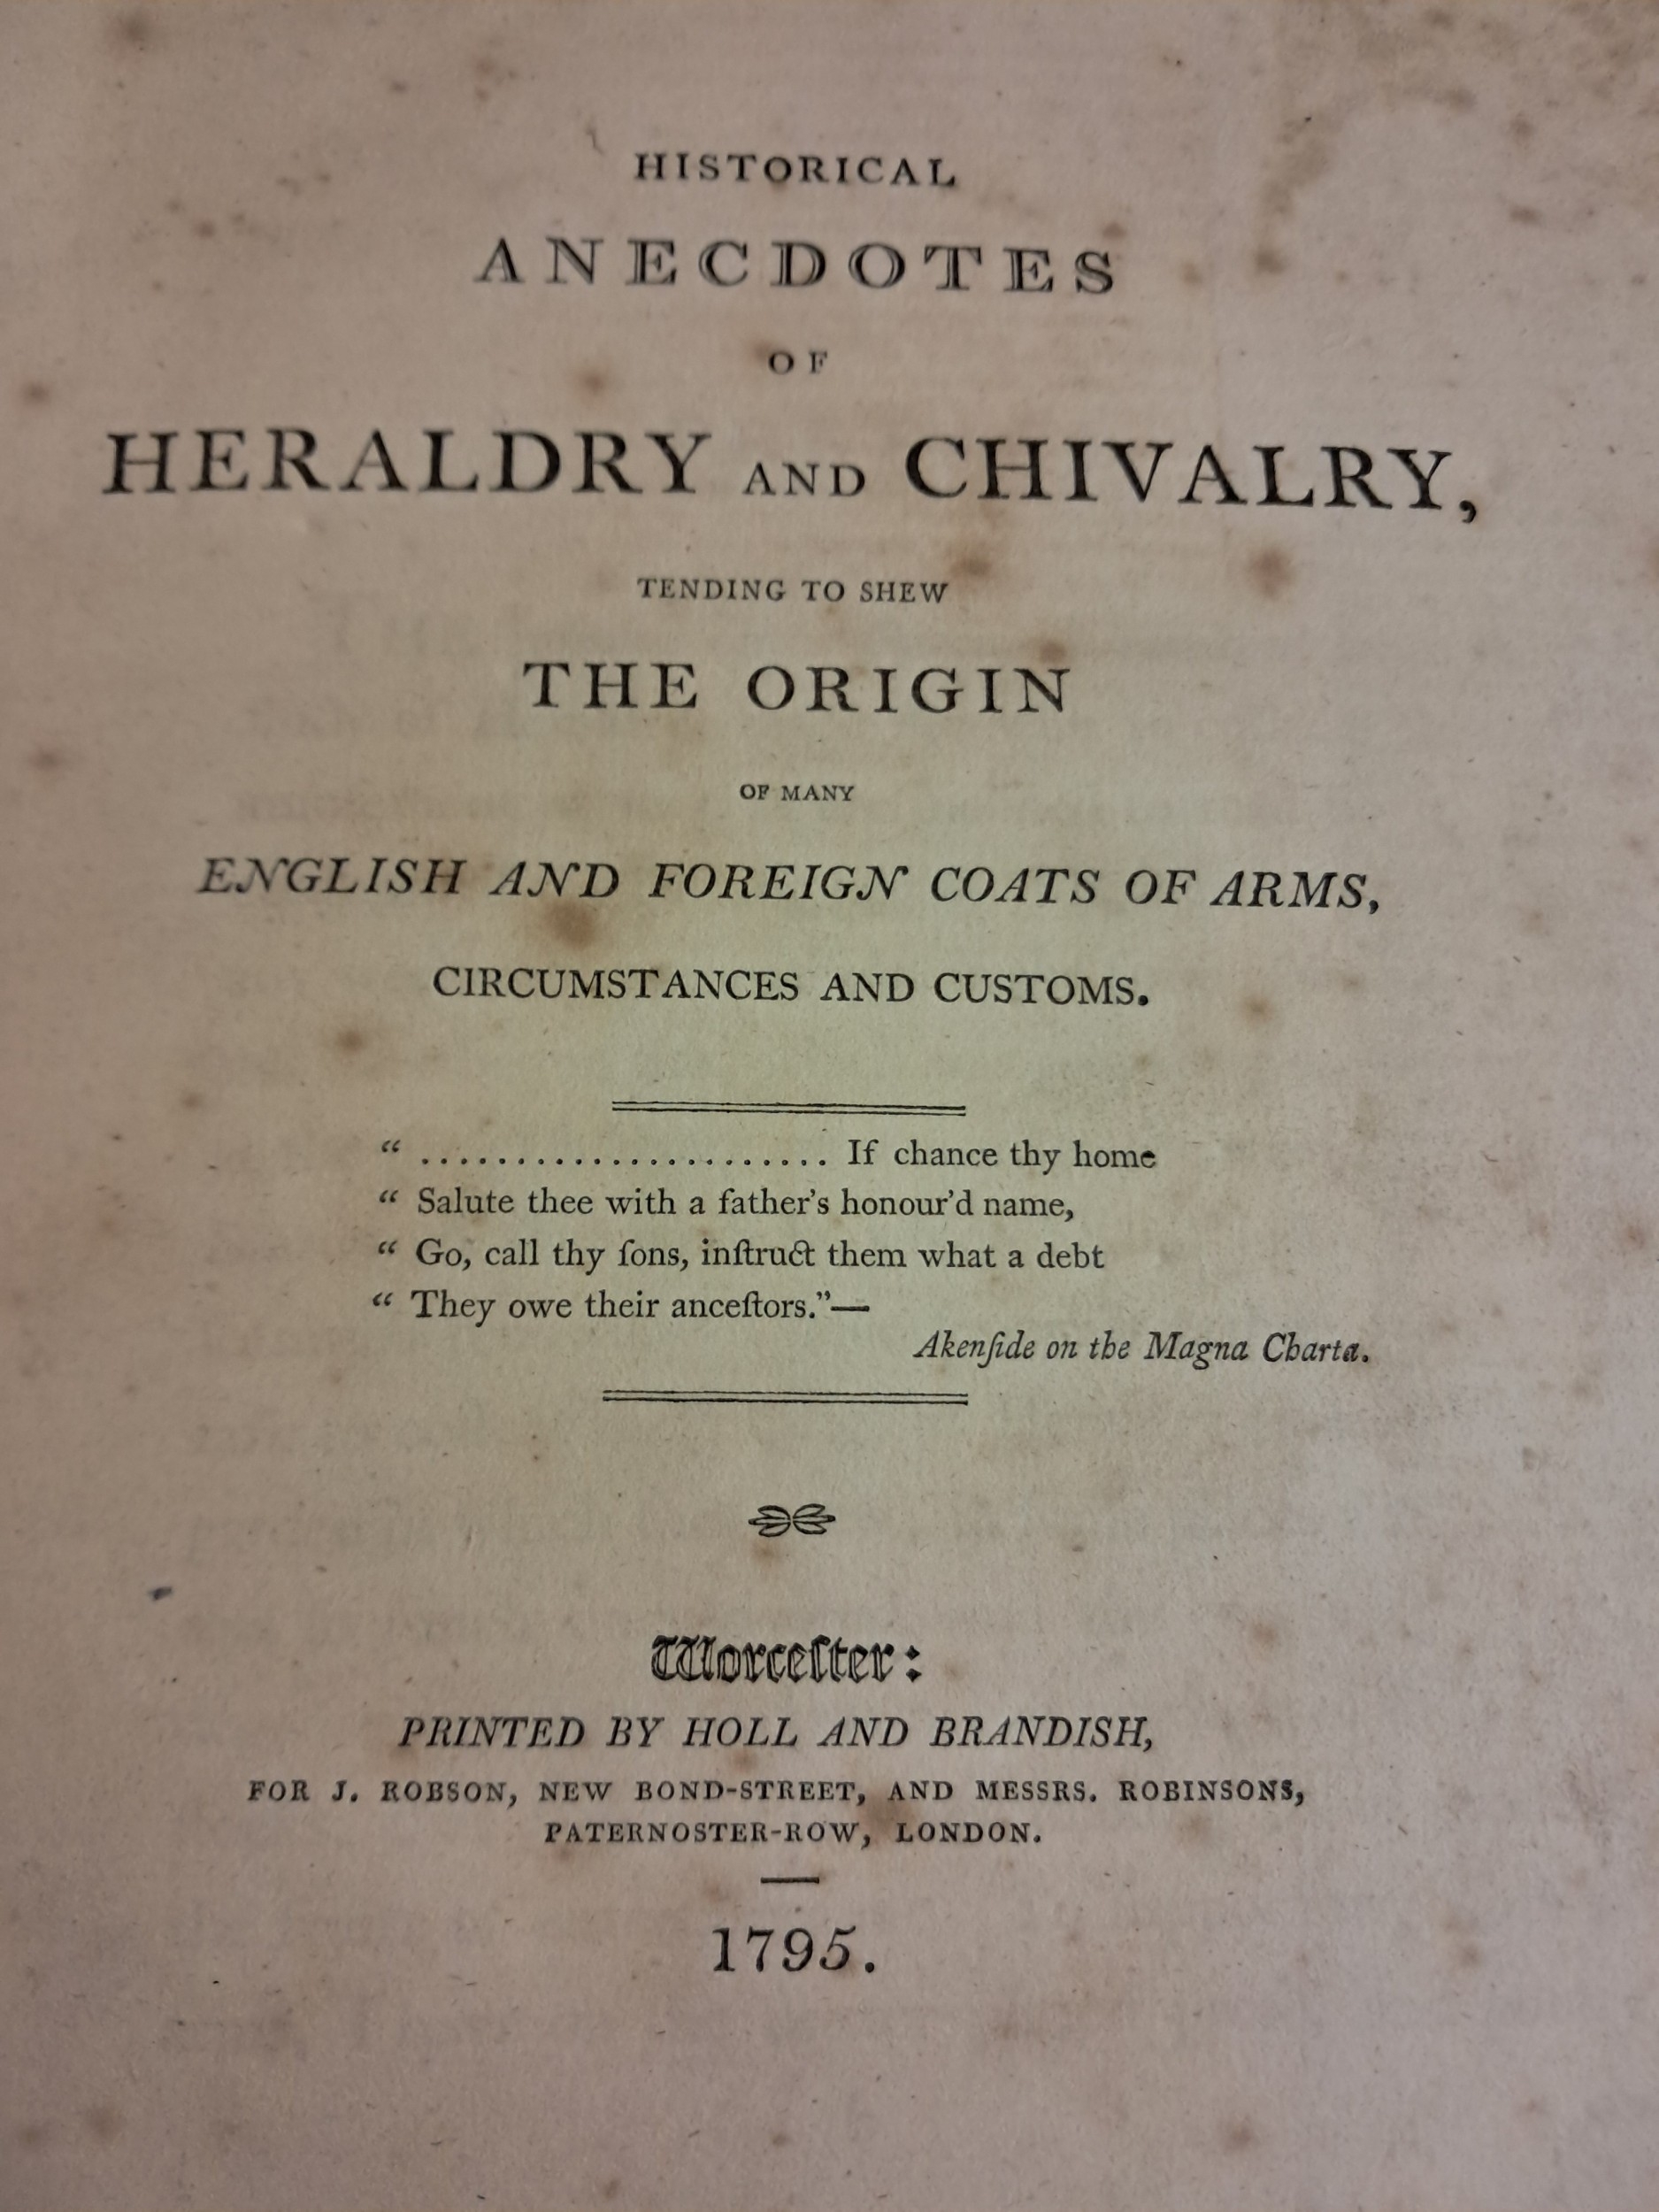 HISTORICAL
ANECDOTES
OF
HERALDRY AND CHIVALRY,
TENDING TO SHEW
THE ORIGIN
OF MANY
ENGLISH AND FOREIGN COATS OF ARMS,
CIRCUMSTANCES AND CUSTOMS.
“ ...................... If chance thy home
“ Salute thee with a father's honour'd name,
“ Go, call thy ſons, inſtruct them what a debt
“ They owe their anceſtors.”—
Akenſide on the Magna Charta.
Worceſter:
PRINTED BY HOLL AND BRANDISH,
FOR J. ROBSON, NEW BOND-STREET, AND MESSRS. ROBINSONS,
PATERNOSTER-ROW, LONDON.
1795.